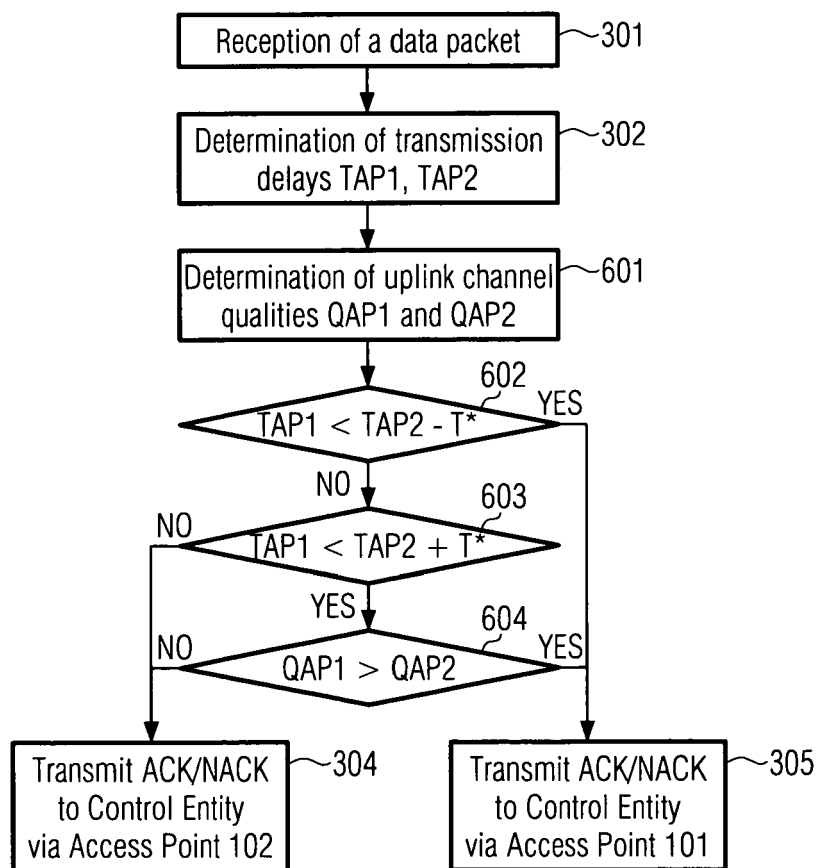 Reception of a data packet
301
Determination of transmission
delays TAP1, TAP2
302
Determination of uplink channel
qualities QAP1 and QAP2
601
602
TAP1 < TAP2 - T*
YES
NO
603
NO
TAP1 < TAP2 + T*
YES
604
NO
QAP1 > QAP2
YES
Transmit ACK/NACK
to Control Entity
via Access Point 102
304
Transmit ACK/NACK
to Control Entity
via Access Point 101
305